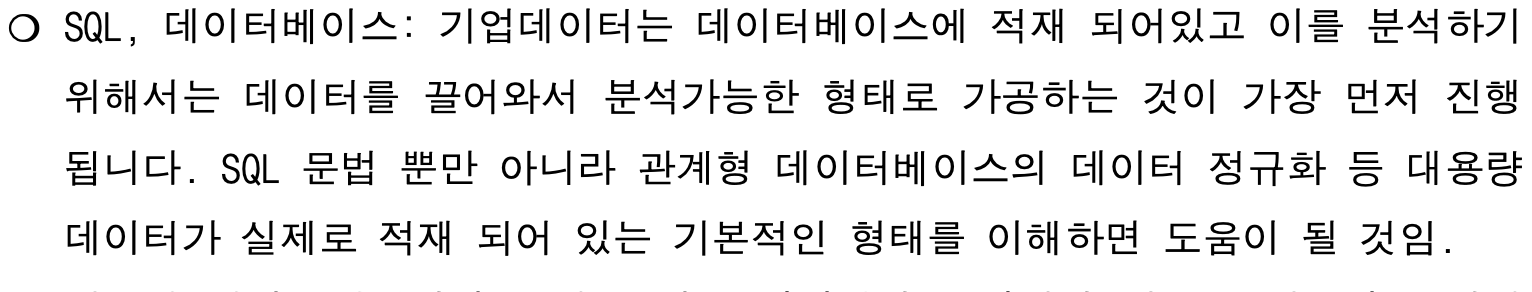 ○ SQL, 데이터베이스: 기업데이터는 데이터베이스에 적재 되어있고 이를 분석하기
위해서는 데이터를 끌어와서 분석가능한 형태로 가공하는 것이 가장 먼저 진행
됩니다. SQL 문법 뿐만 아니라 관계형 데이터베이스의 데이터 정규화 등 대용량
데이터가 실제로 적재 되어 있는 기본적인 형태를 이해하면 도움이 될 것임.